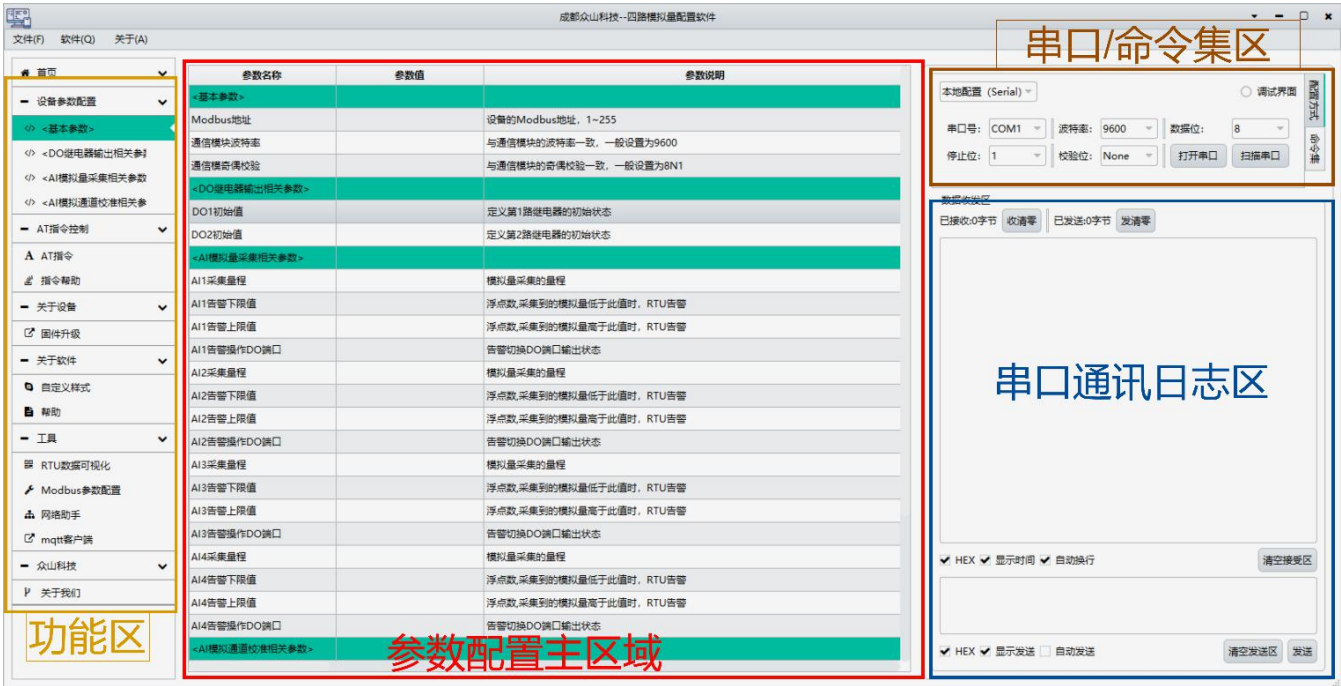 成都众山科技--四路模拟量配置软件
文件(F) 软件(Q) 关于(A)
首页
设备参数配置
</> <基本参数>
</> <DO继电器输出相关参
</> <AI模拟量采集相关参数
</> <AI模拟通道校准相关参
AT指令控制
A AT指令
指令帮助
关于设备
固件升级
关于软件
自定义样式
帮助
工具
RTU数据可视化
Modbus参数配置
网络助手
mqtt客户端
众山科技
关于我们
功能区
参数名称 参数值 参数说明
<基本参数>
Modbus地址 设备的Modbus地址，1~255
通信模块波特率 与通信模块的波特率一致，一般设置为9600
通信模奇偶校验 与通信模块的奇偶校验一致，一般设置为8N1
<DO继电器输出相关参数>
DO1初始值 定义第1路继电器的初始状态
DO2初始值 定义第2路继电器的初始状态
<AI模拟量采集相关参数>
AI1采集量程 模拟量采集的量程
AI1告警下限值 浮点数,采集到的模拟量低于此值时，RTU告警
AI1告警上限值 浮点数,采集到的模拟量高于此值时，RTU告警
AI1告警操作DO端口 告警切换DO端口输出状态
AI2采集量程 模拟量采集的量程
AI2告警下限值 浮点数,采集到的模拟量低于此值时，RTU告警
AI2告警上限值 浮点数,采集到的模拟量高于此值时，RTU告警
AI2告警操作DO端口 告警切换DO端口输出状态
AI3采集量程 模拟量采集的量程
AI3告警下限值 浮点数,采集到的模拟量低于此值时，RTU告警
AI3告警上限值 浮点数,采集到的模拟量高于此值时，RTU告警
AI3告警操作DO端口 告警切换DO端口输出状态
AI4采集量程 模拟量采集的量程
AI4告警下限值 浮点数,采集到的模拟量低于此值时，RTU告警
AI4告警上限值 浮点数,采集到的模拟量高于此值时，RTU告警
AI4告警操作DO端口 告警切换DO端口输出状态
<AI模拟通道校准相关参数>
参数配置主区域
串口/命令集区
本地配置（Serial） 调试界面
串口号: COM1 波特率: 9600 数据位: 8
停止位: 1 校验位: None 打开串口 扫描串口
配置方式
命令集
数据收发区
已接收:0字节 收清零 已发送:0字节 发清零
串口通讯日志区
HEX 显示时间 自动换行 清空接受区
HEX 显示发送 自动发送 清空发送区 发送